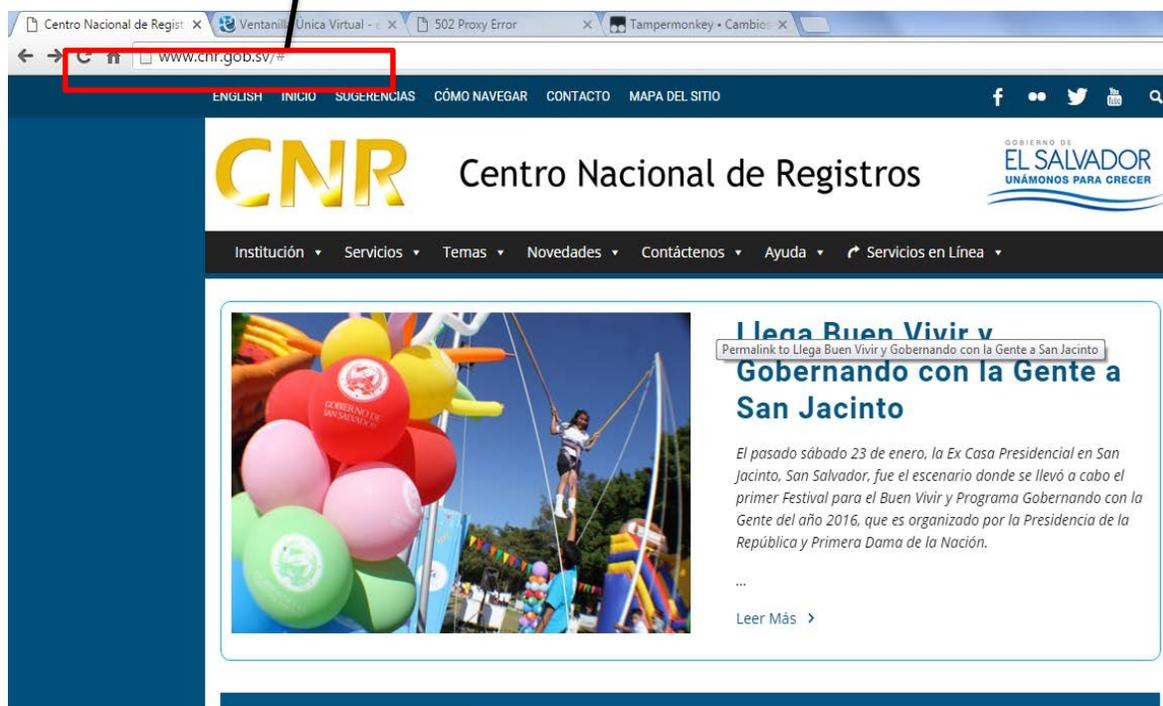 Centro Nacional de Regist
Ventanilla Única Virtual - e
502 Proxy Error
Tampermonkey • Cambios
www.cnr.gob.sv/#
ENGLISH INICIO SUGERENCIAS CÓMO NAVEGAR CONTACTO MAPA DEL SITIO
You Tube
CNR
Centro Nacional de Registros
GOBIERNO DE
EL SALVADOR
UNÁMONOS PARA CRECER
Institución Servicios Temas Novedades Contáctenos Ayuda Servicios en Línea
Llega Buen Vivir y
Permalink to Llega Buen Vivir y Gobernando con la Gente a San Jacinto
Gobernando con la Gente a
San Jacinto
GOBIERNO DE
SAN SALVADOR
El pasado sábado 23 de enero, la Ex Casa Presidencial en San
Jacinto, San Salvador, fue el escenario donde se llevó a cabo el
primer Festival para el Buen Vivir y Programa Gobernando con la
Gente del año 2016, que es organizado por la Presidencia de la
República y Primera Dama de la Nación.
...
Leer Más >